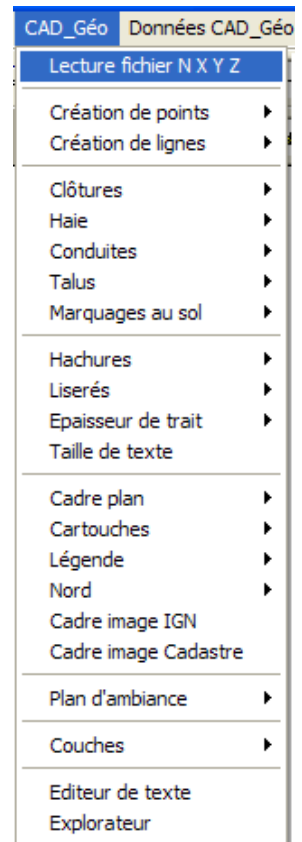 CAD_Géo Données CAD_Géo
Lecture fichier N X Y Z
Création de points
Création de lignes
Clôtures
Haie
Conduites
Talus
Marquages au sol
Hachures
Liserés
Epaisseur de trait
Taille de texte
Cadre plan
Cartouches
Légende
Nord
Cadre image IGN
Cadre image Cadastre
Plan d'ambiance
Couches
Editeur de texte
Explorateur